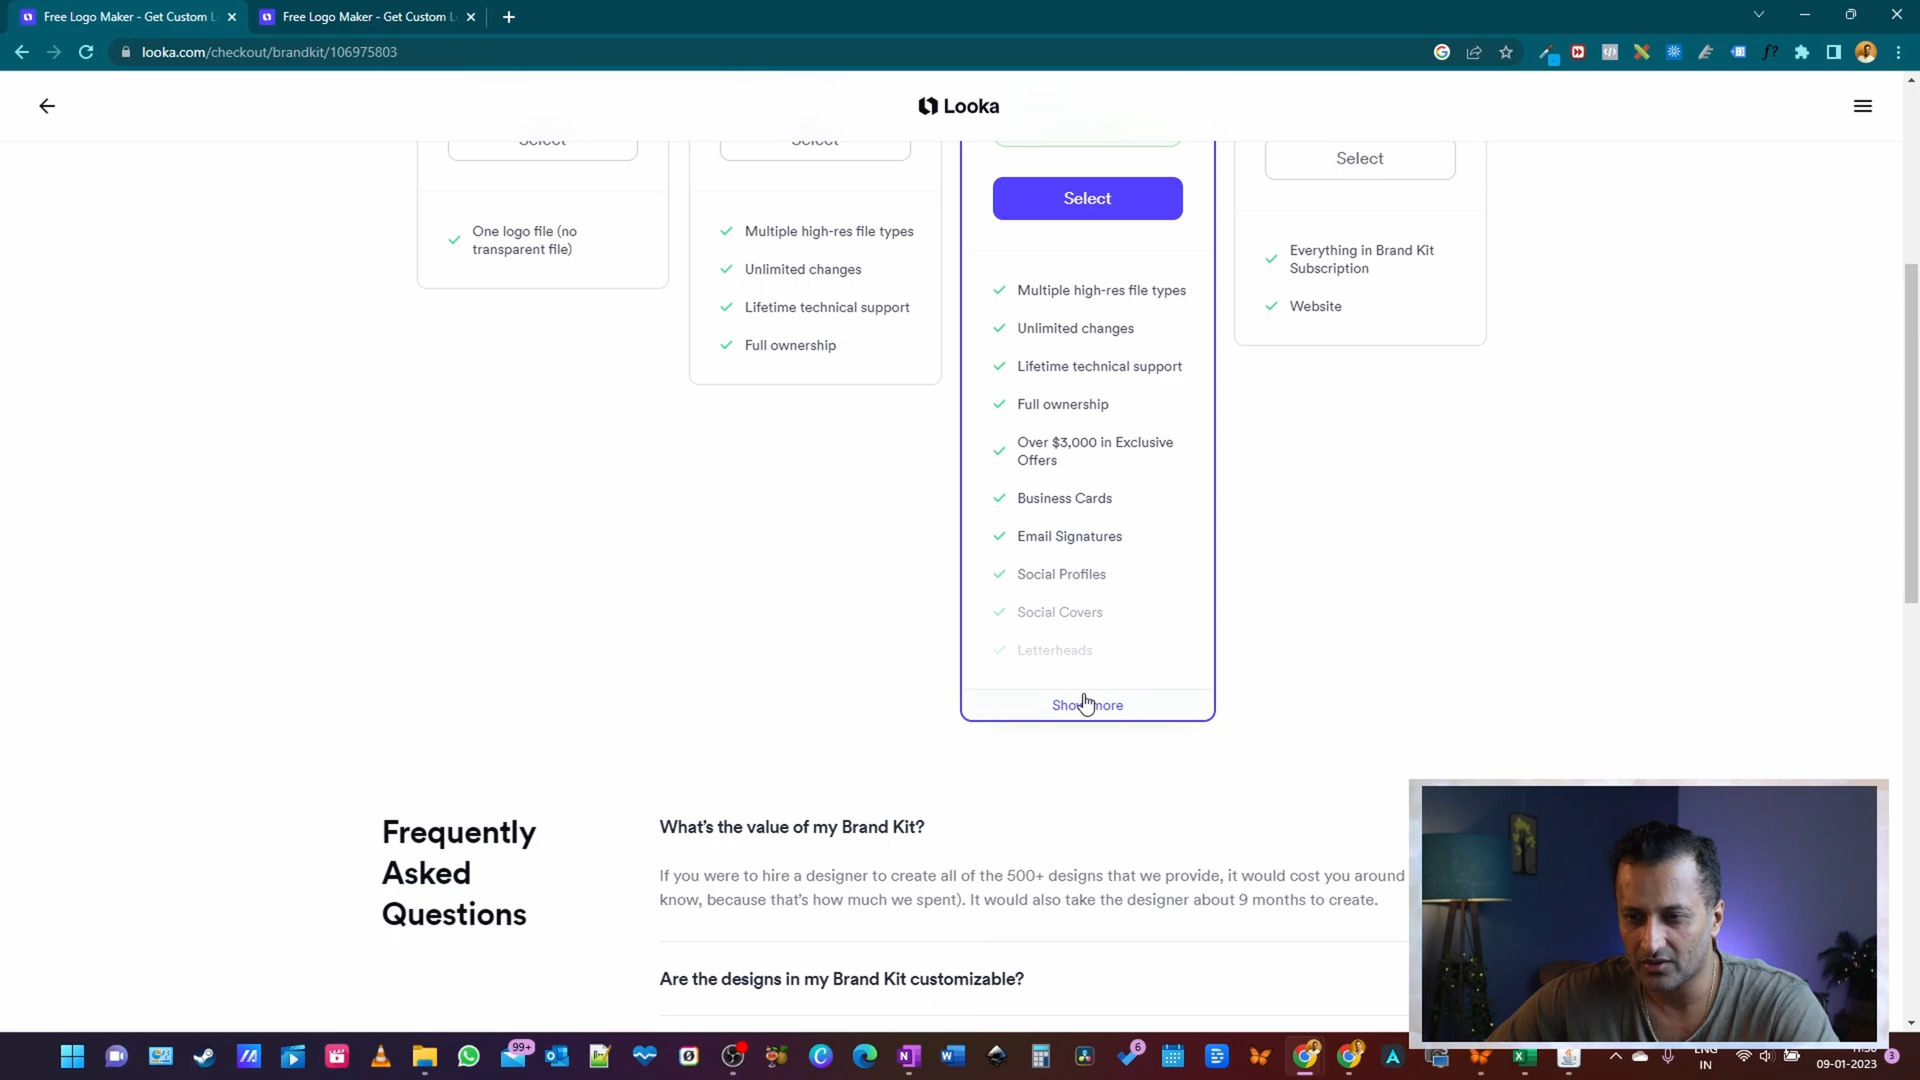 Free Logo Maker - Get Custom L
Free Logo Maker - Get Custom L
looka.com/checkout/brandkit/106975803
Looka
Select
Select
Select
Select
One logo file (no
transparent file)
Multiple high-res file types
Unlimited changes
Lifetime technical support
Full ownership
Multiple high-res file types
Unlimited changes
Lifetime technical support
Full ownership
Over $3,000 in Exclusive
Offers
Business Cards
Email Signatures
Social Profiles
Social Covers
Letterheads
Show more
Everything in Brand Kit
Subscription
Website
Frequently
Asked
Questions
What's the value of my Brand Kit?
If you were to hire a designer to create all of the 500+ designs that we provide, it would cost you around
know, because that's how much we spent). It would also take the designer about 9 months to create.
Are the designs in my Brand Kit customizable?
99+
6
IN
09-01-2023
3